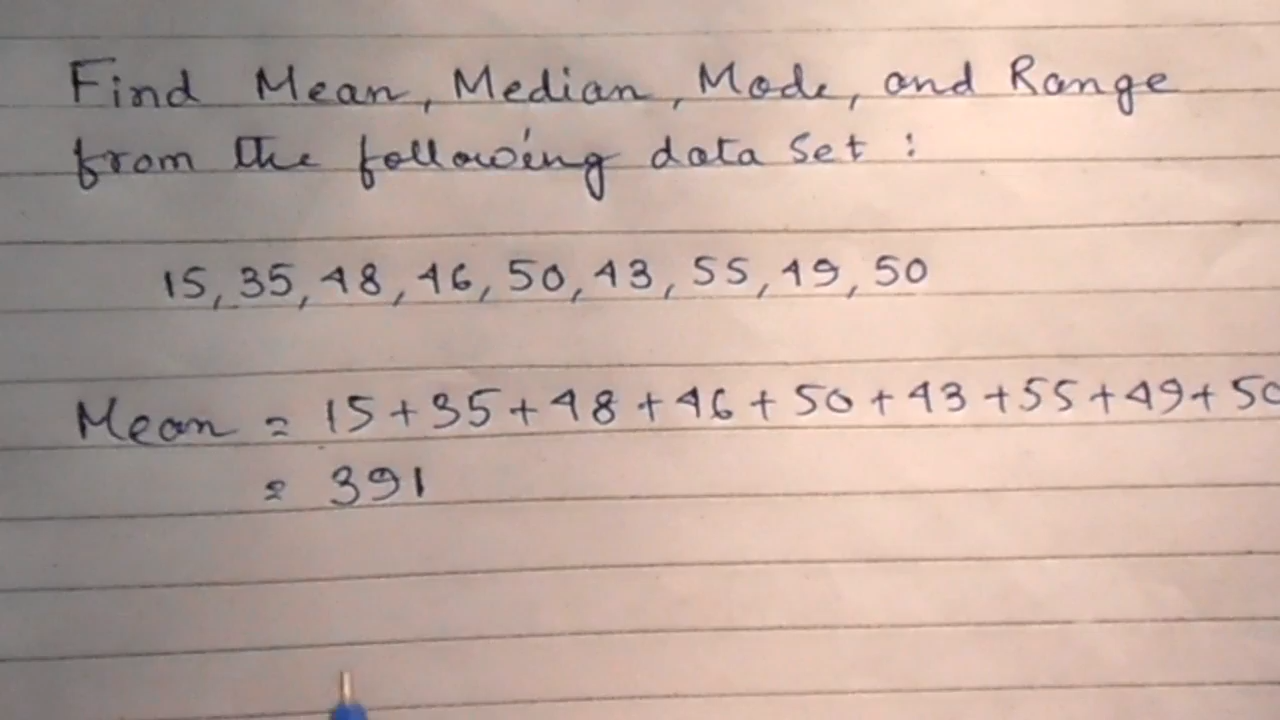 Find Mean, Median, Mode, and Range
from the following data set :
15, 35, 48, 46, 50, 43, 55, 49, 50
Mean = 15 + 35 + 48 + 46 + 50 + 43 + 55 + 49 + 50
= 391